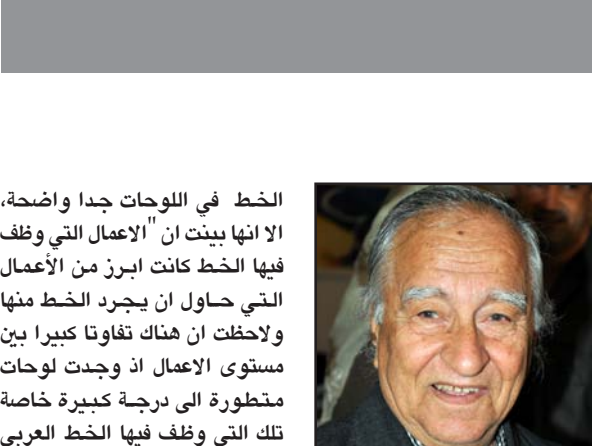 الخط في اللوحات جدا واضحة،
الا انها بينت ان "الاعمال التي وظف
فيها الخط كانت ابرز من الأعمال
التي حاول ان يجرد الخط منها
ولاحظت ان هناك تفاوتا كبيرا بين
مستوى الاعمال اذ وجدت لوحات
متطورة الى درجة كبيرة خاصة
تلك التي وظف فيها الخط العربي